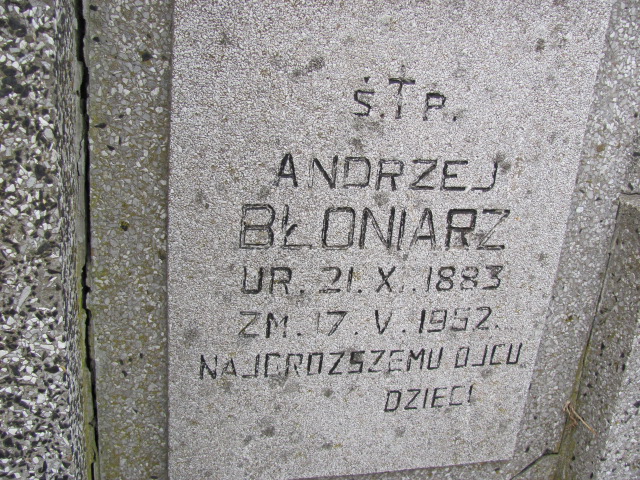 Ś.†P.
ANDRZEJ
BŁONIARZ
UR. 21. X. 1883
ZM. 17. V. 1952.
NAJDROZSZEMU OJCU
DZIECI